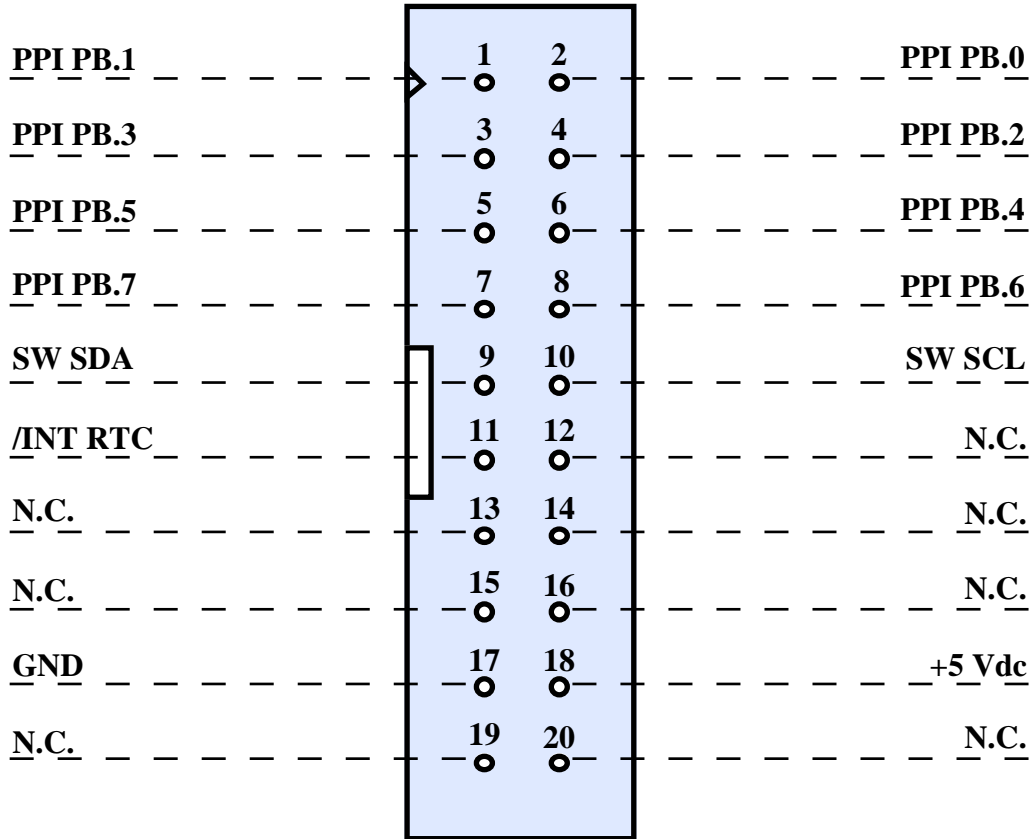 PPI PB.1 1 2 PPI PB.0
PPI PB.3 3 4 PPI PB.2
PPI PB.5 5 6 PPI PB.4
PPI PB.7 7 8 PPI PB.6
SW SDA 9 10 SW SCL
/INT RTC 11 12 N.C.
N.C. 13 14 N.C.
N.C. 15 16 N.C.
GND 17 18 +5 Vdc
N.C. 19 20 N.C.